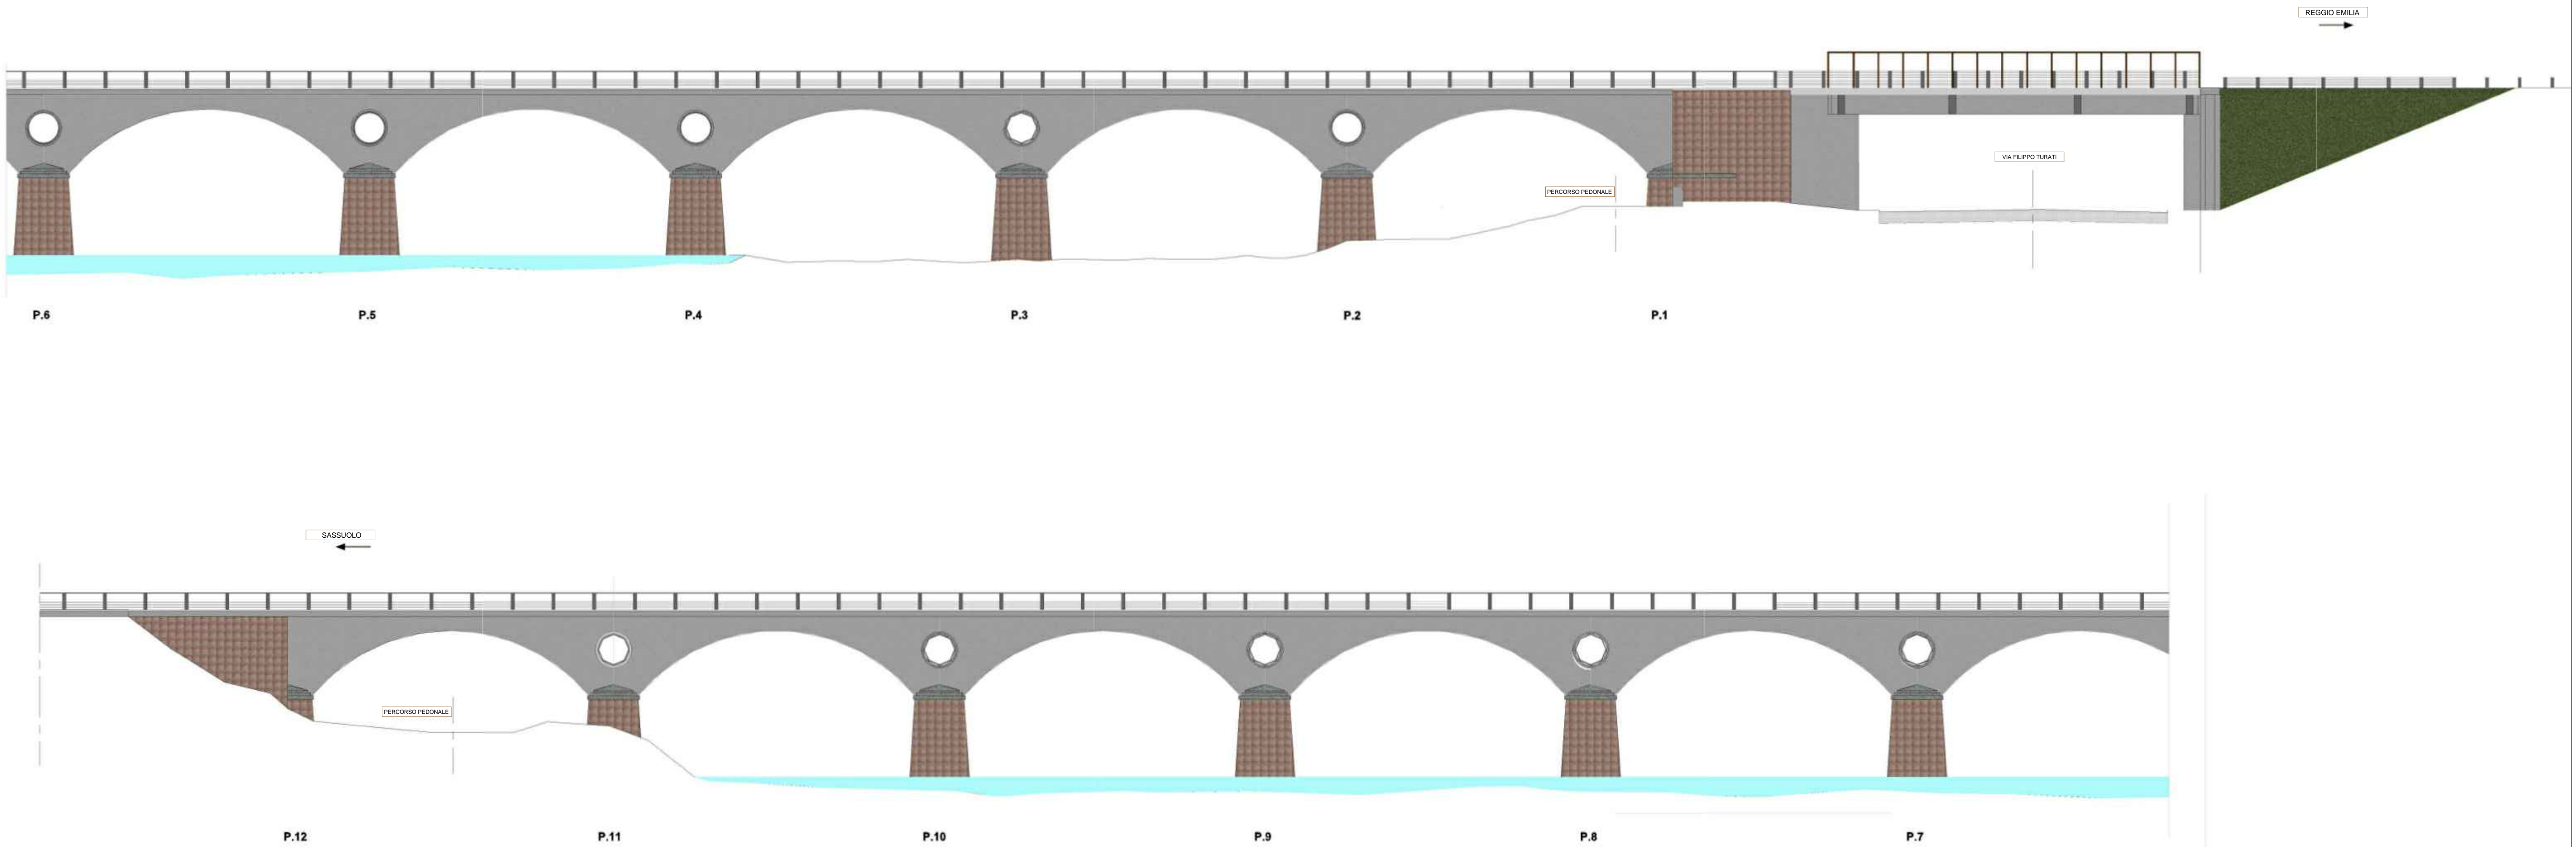 REGGIO EMILIA
VIA FILIPPO TURATI
PERCORSO PEDONALE
P.6 P.5 P.4 P.3 P.2 P.1
SASSUOLO
PERCORSO PEDONALE
P.12 P.11 P.10 P.9 P.8 P.7